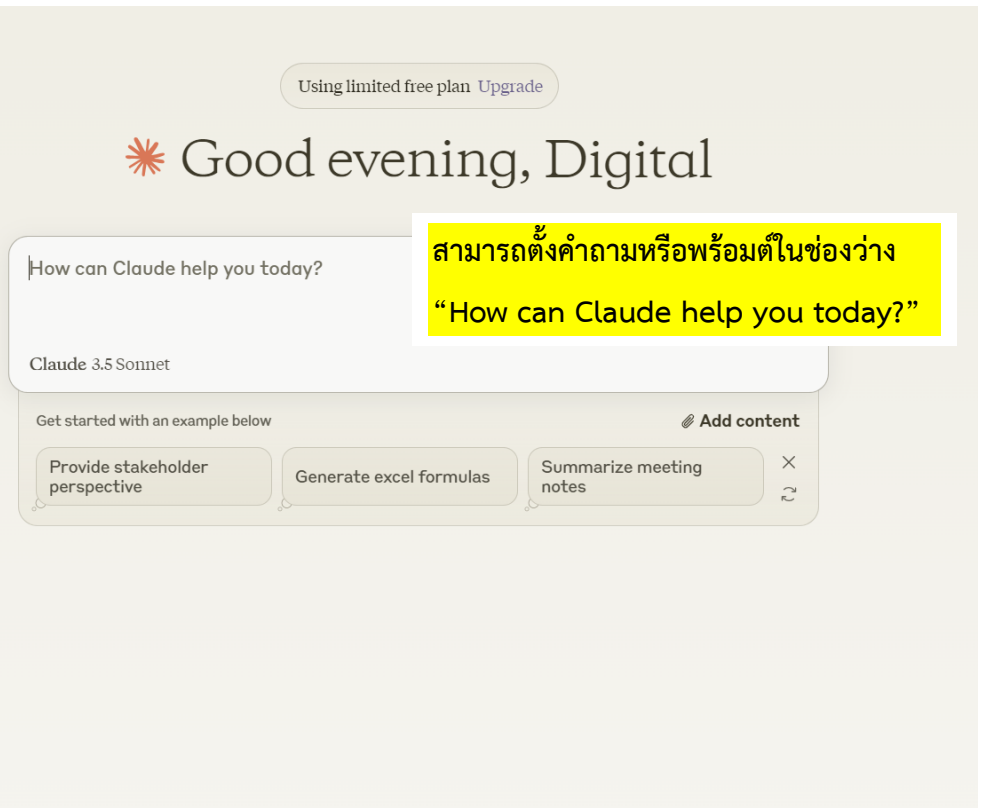 Using limited free plan Upgrade
Good evening, Digital
สามารถตั้งคำถามหรือพร้อมต์ในช่องว่าง
“How can Claude help you today?”
How can Claude help you today?
Claude 3.5 Sonnet
Get started with an example below
Add content
Provide stakeholder
perspective
Generate excel formulas
Summarize meeting
notes